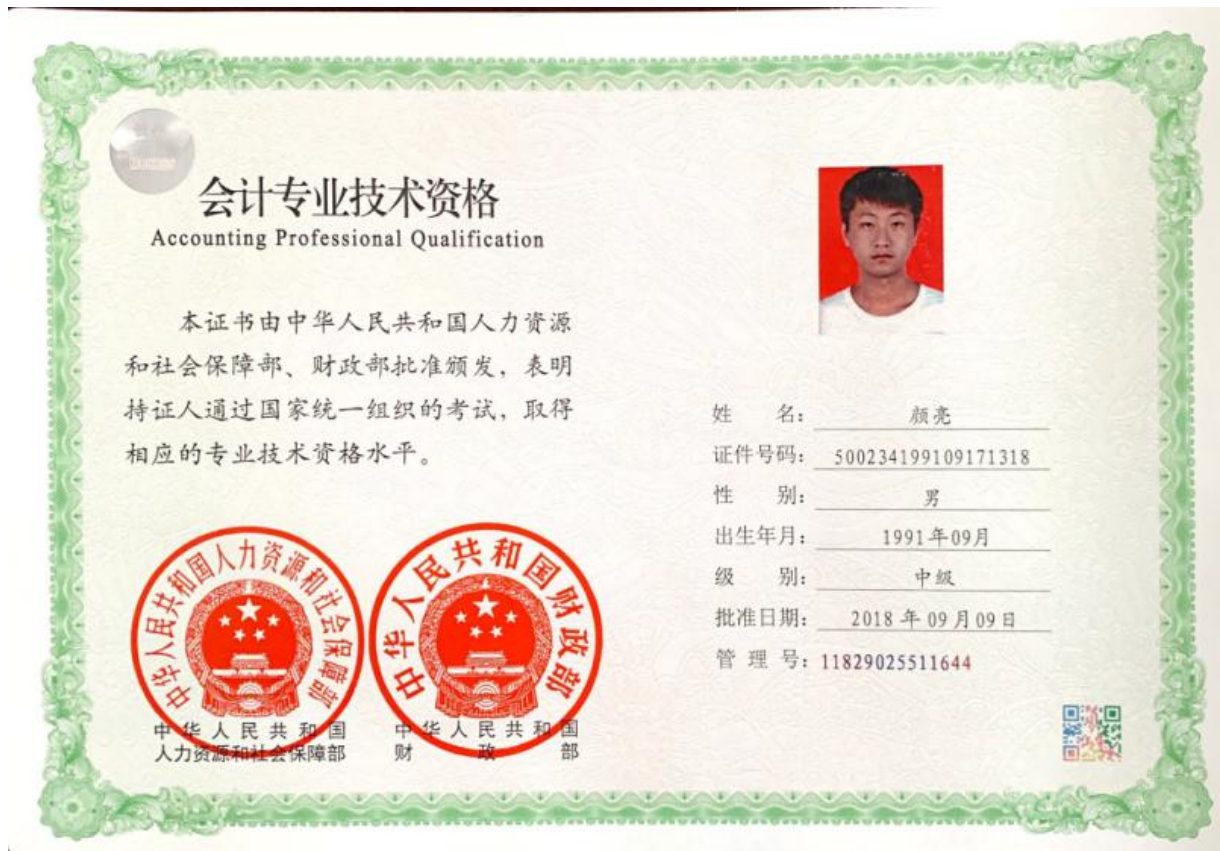 会计专业技术资格
Accounting Professional Qualification
本证书由中华人民共和国人力资源
和社会保障部、财政部批准颁发，表明
持证人通过国家统一组织的考试，取得
相应的专业技术资格水平。
姓 名：颜亮
证件号码：500234199109171318
性 别：男
出生年月：1991年09月
级 别：中级
批准日期：2018年09月09日
管 理 号：11829025511644
中华人民共和国人力资源和社会保障部
中华人民共和国财政部
中华人民共和国
人力资源和社会保障部
中华人民共和国
财 政 部